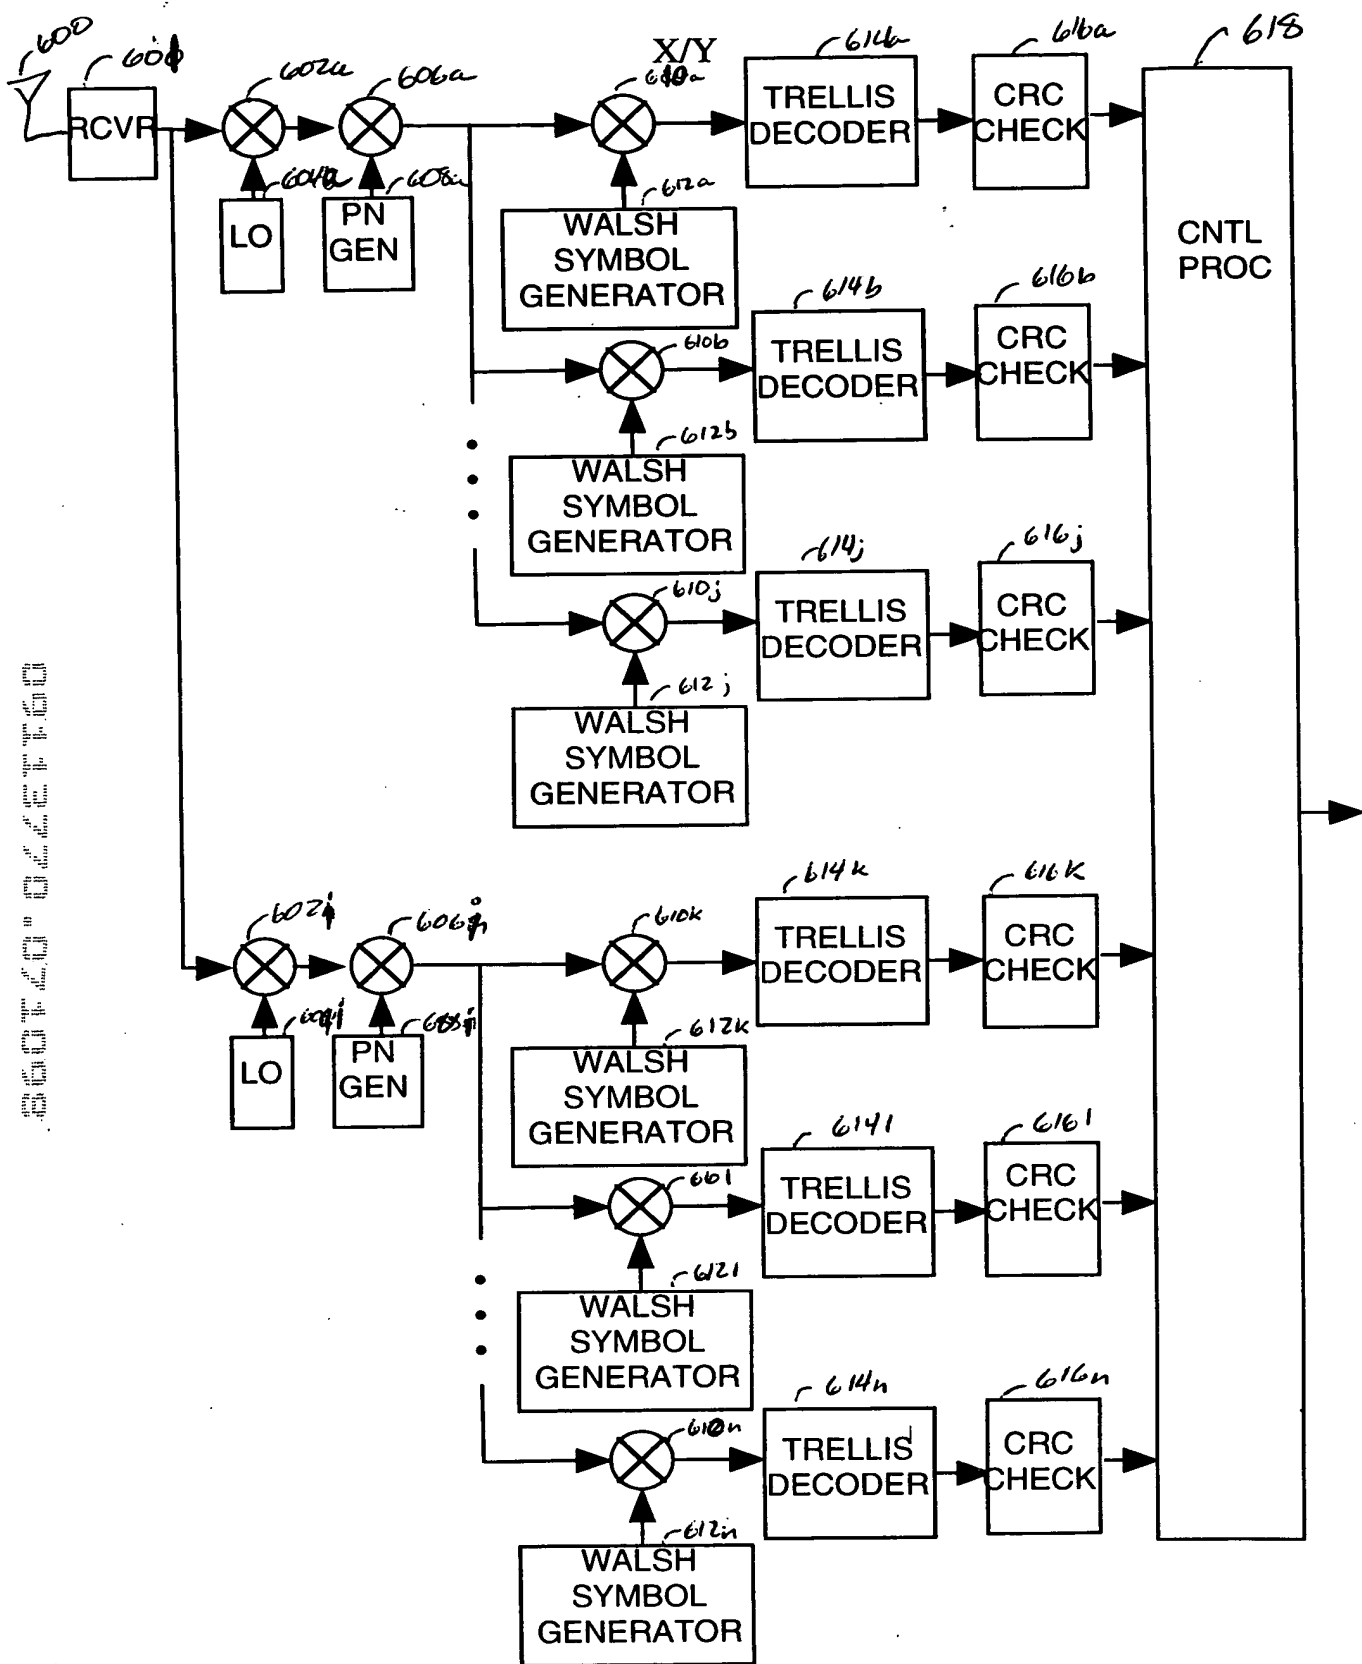 X/Y
600
602a
606a
614a
616a
618
RCVR
TRELLIS
DECODER
CRC
CHECK
608a
612a
LO
PN
GEN
WALSH
SYMBOL
GENERATOR
CNTL
PROC
614b
616b
610b
TRELLIS
DECODER
CRC
CHECK
612b
WALSH
SYMBOL
GENERATOR
614j
616j
610j
TRELLIS
DECODER
CRC
CHECK
612j
WALSH
SYMBOL
GENERATOR
614k
616k
610k
TRELLIS
DECODER
CRC
CHECK
612k
LO
PN
GEN
WALSH
SYMBOL
GENERATOR
614l
616l
661
TRELLIS
DECODER
CRC
CHECK
612l
WALSH
SYMBOL
GENERATOR
614n
616n
610n
TRELLIS
DECODER
CRC
CHECK
612n
WALSH
SYMBOL
GENERATOR